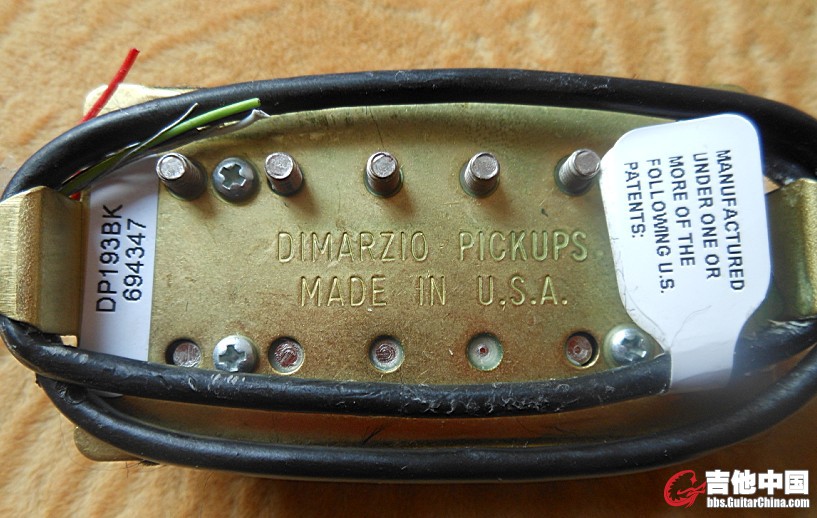 DP193BK
694347
DIMARZIO PICKUPS
MADE IN U.S.A.
MANUFACTURED
UNDER ONE OR
MORE OF THE
FOLLOWING U.S.
PATENTS:
吉他中国
bbs.GuitarChina.com